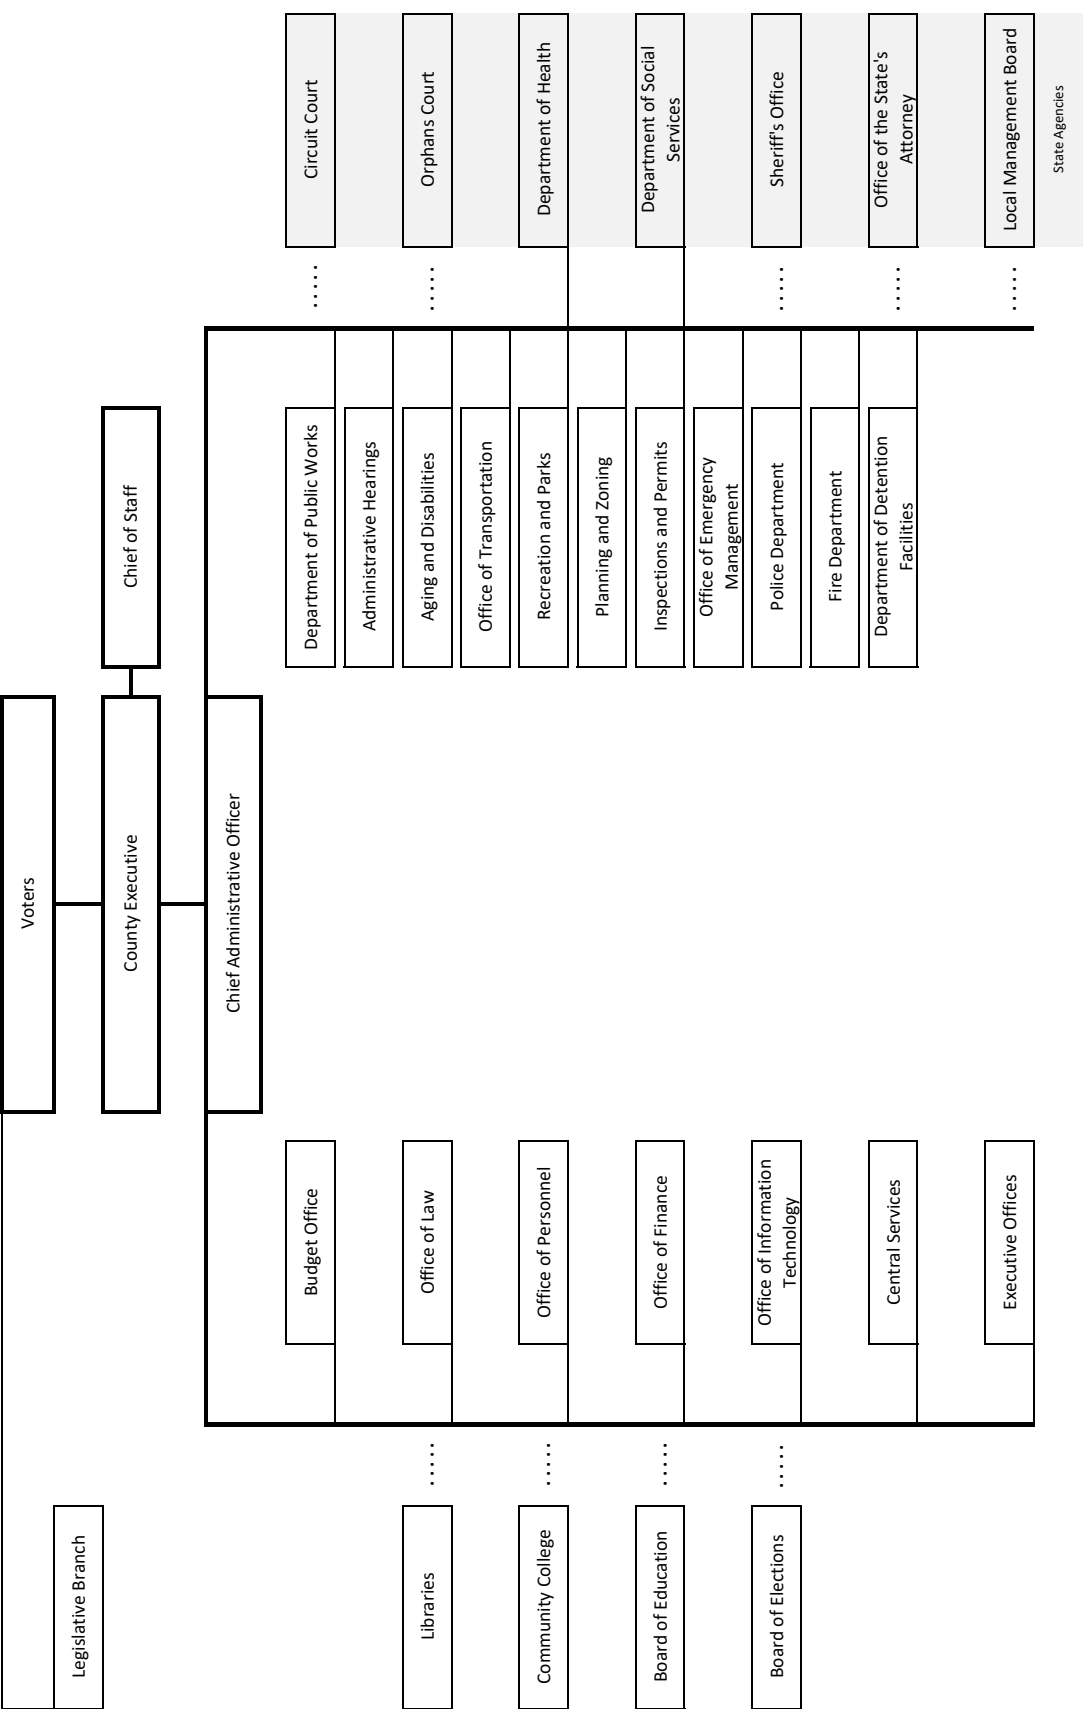 Voters
Legislative Branch
County Executive
Chief of Staff
Chief Administrative Officer
Budget Office
Department of Public Works
Circuit Court
Administrative Hearings
Libraries
Office of Law
Aging and Disabilities
Orphans Court
Office of Transportation
Community College
Office of Personnel
Recreation and Parks
Department of Health
Planning and Zoning
Board of Education
Office of Finance
Inspections and Permits
Department of Social
Services
Office of Emergency
Management
Board of Elections
Office of Information
Technology
Police Department
Sheriff's Office
Fire Department
Central Services
Department of Detention
Facilities
Office of the State's
Attorney
Executive Offices
Local Management Board
State Agencies